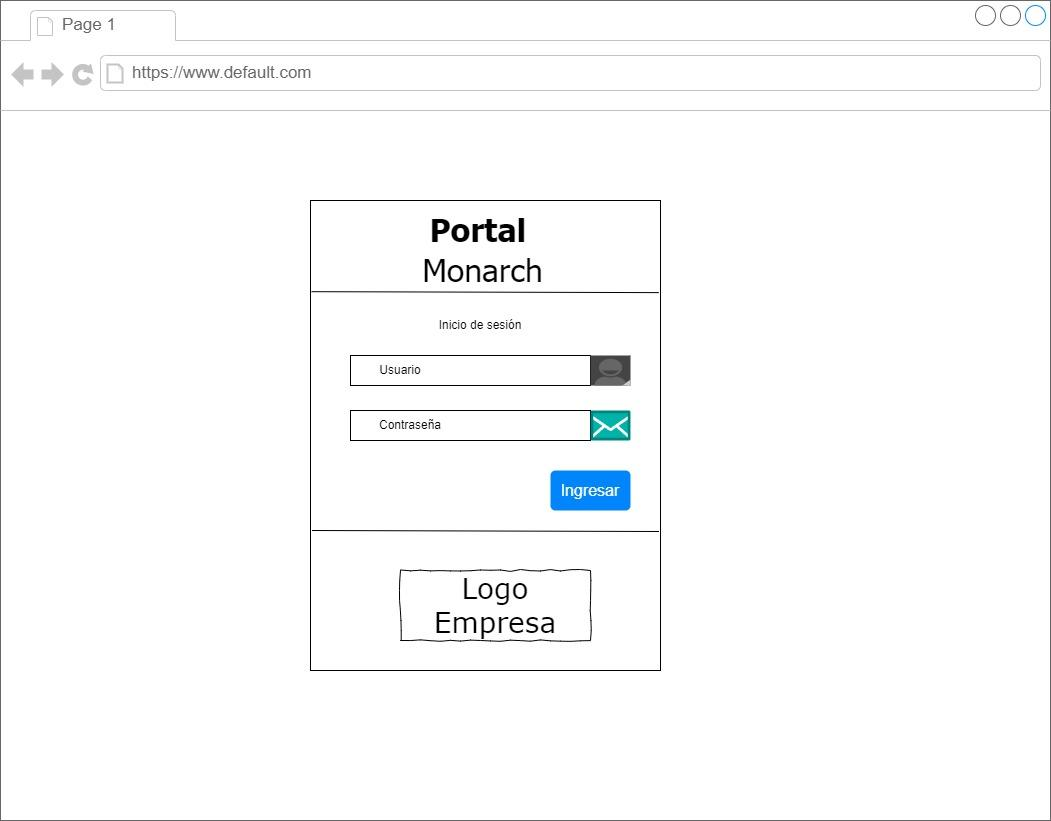 Page 1
https://www.default.com
Portal
Monarch
Inicio de sesión
Usuario
Contraseña
Ingresar
Logo
Empresa